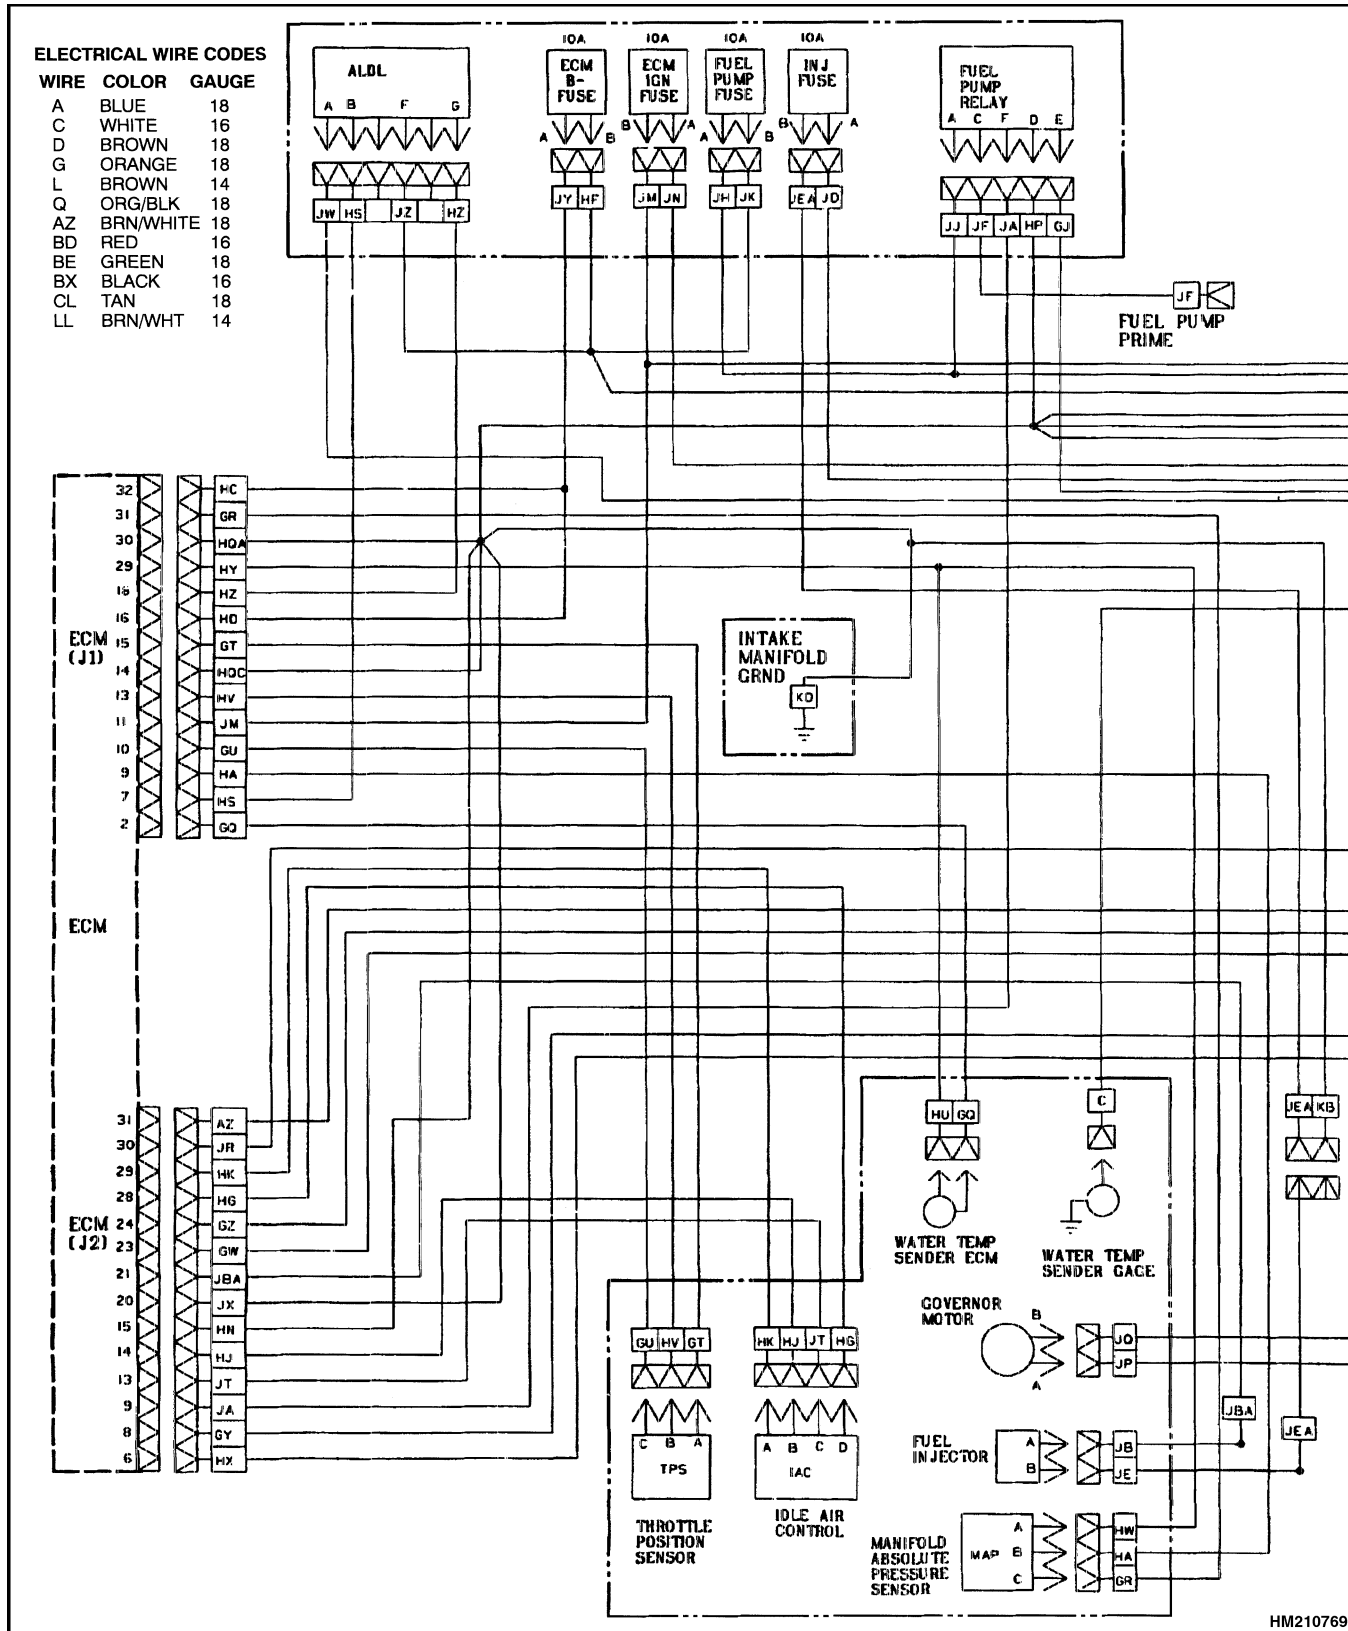 ELECTRICAL WIRE CODES
WIRE COLOR GAUGE
A BLUE 18
C WHITE 16
D BROWN 18
G ORANGE 18
L BROWN 14
Q ORG/BLK 18
AZ BRN/WHITE 18
BD RED 16
BE GREEN 18
BX BLACK 16
CL TAN 18
LL BRN/WHT 14
ALDL
A B F G
JW HS JZ HZ
10A
ECM
B-
FUSE
A B
JY HF
10A
ECM
IGN
FUSE
B A
JM JN
10A
FUEL
PUMP
FUSE
A B
JH JK
10A
INJ
FUSE
B A
JEA JD
FUEL
PUMP
RELAY
A C F D E
JJ JF JA HP GJ
JF
FUEL PUMP
PRIME
ECM
(J1)
32 HC
31 GR
30 HQA
29 HY
18 HZ
16 HD
15 GT
14 HQC
13 HV
11 JM
10 GU
9 HA
7 HS
2 GQ
INTAKE
MANIFOLD
GRND
KD
ECM
ECM
(J2)
31 AZ
30 JR
29 HK
28 HG
24 GZ
23 GW
21 JBA
20 JX
15 HN
14 HJ
13 JT
9 JA
8 GY
6 HX
HU GQ
WATER TEMP
SENDER ECM
C
WATER TEMP
SENDER GAGE
JEA KB
GOVERNOR
MOTOR
B JQ
A JP
GU HV GT
C B A
TPS
THROTTLE
POSITION
SENSOR
HK HJ JT HG
A B C D
IAC
IDLE AIR
CONTROL
JBA
JEA
FUEL
INJECTOR
A JB
B JE
MANIFOLD
ABSOLUTE
PRESSURE
SENSOR
MAP
A HW
B HA
C GR
HM210769